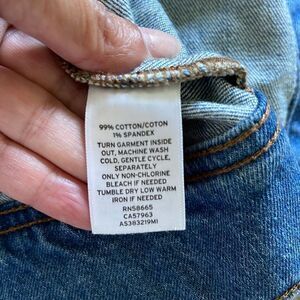 99% COTTON/COTON
1% SPANDEX
TURN GARMENT INSIDE
OUT, MACHINE WASH
COLD, GENTLE CYCLE,
SEPARATELY
ONLY NON-CHLORINE
BLEACH IF NEEDED
TUMBLE DRY LOW WARM
IRON IF NEEDED
RN58665
CA57963
AS383219MI